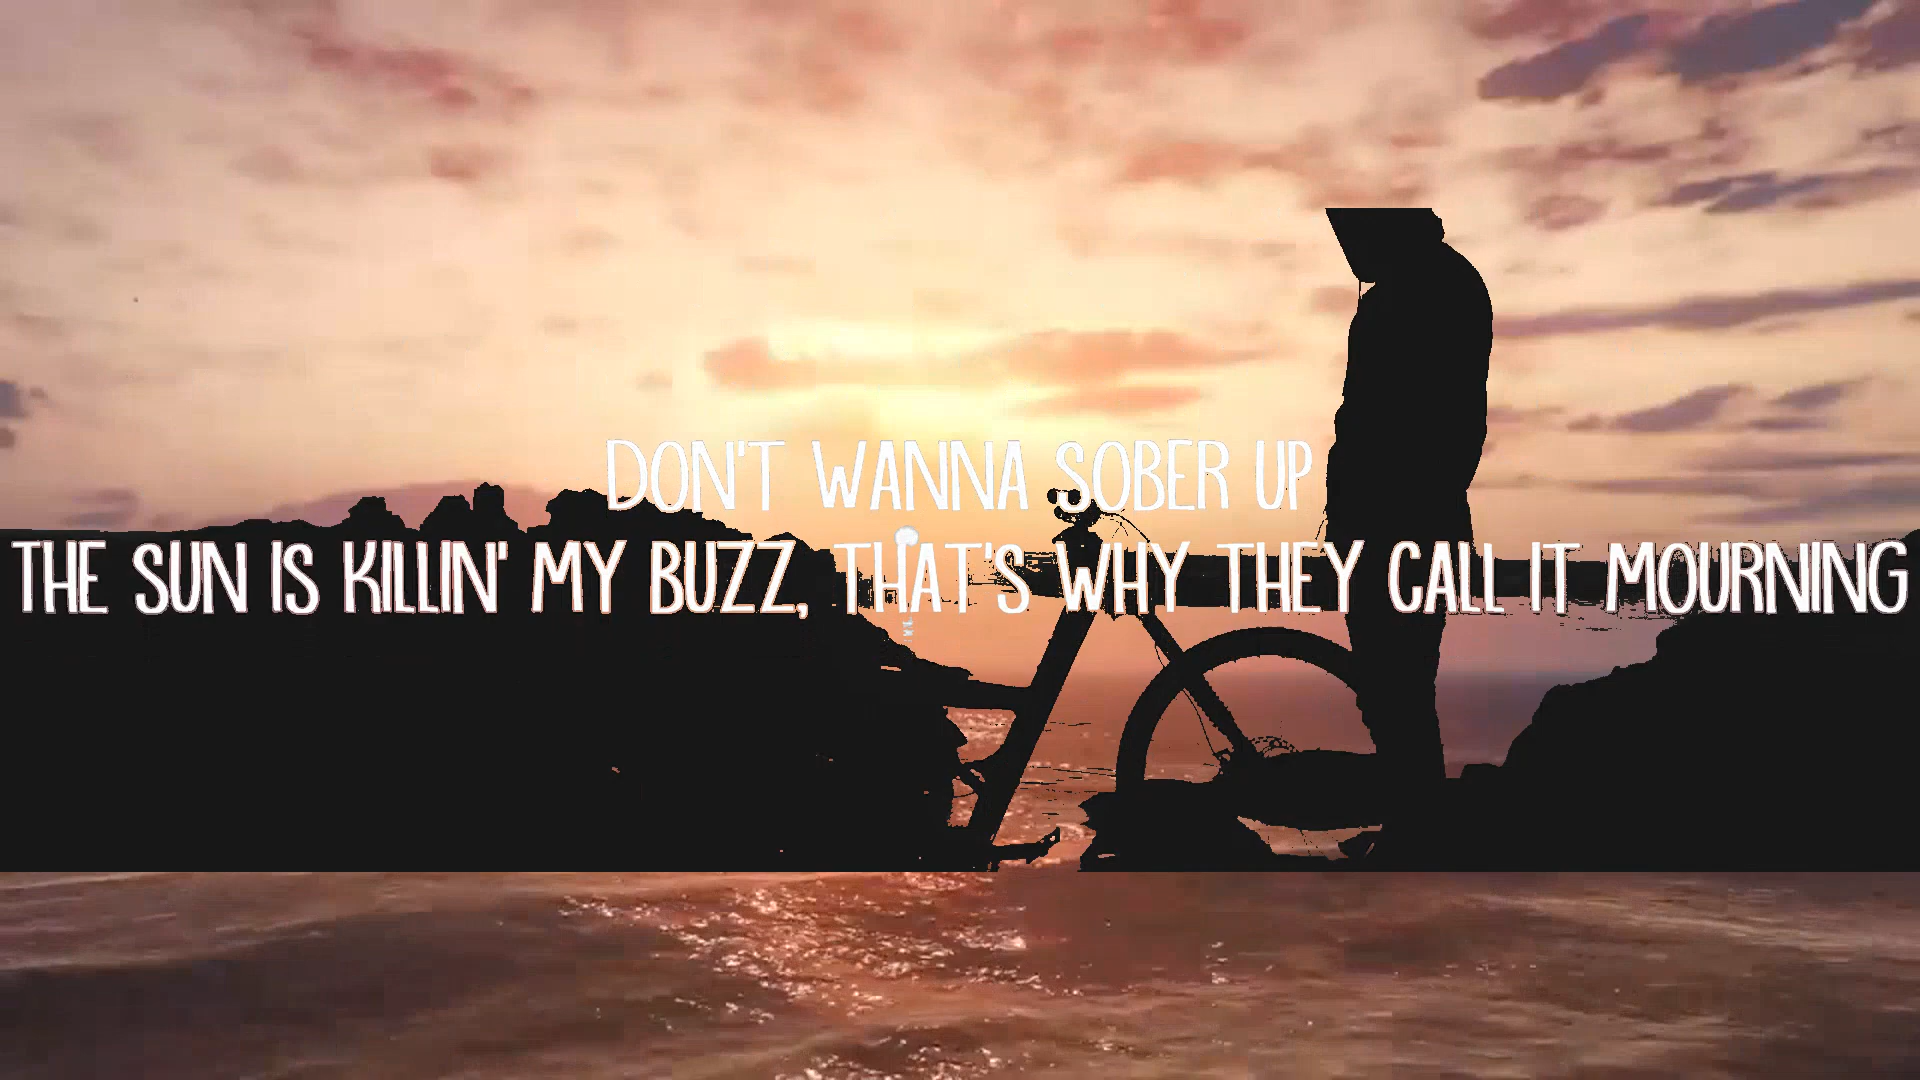 DON'T WANNA SOBER UP
THE SUN IS KILLIN' MY BUZZ, THAT'S WHY THEY CALL IT MOURNING